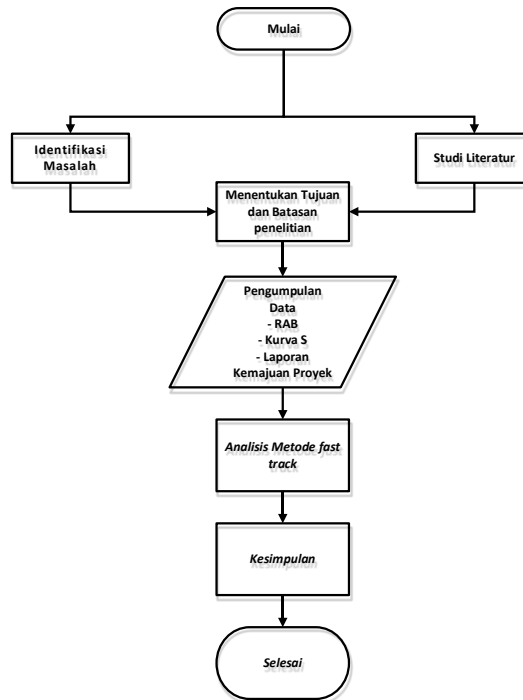 Mulai
Identifikasi
Masalah
Studi Literatur
Menentukan Tujuan
dan Batasan
penelitian
Pengumpulan
Data
- RAB
- Kurva S
- Laporan
Kemajuan Proyek
Analisis Metode fast
track
Kesimpulan
Selesai